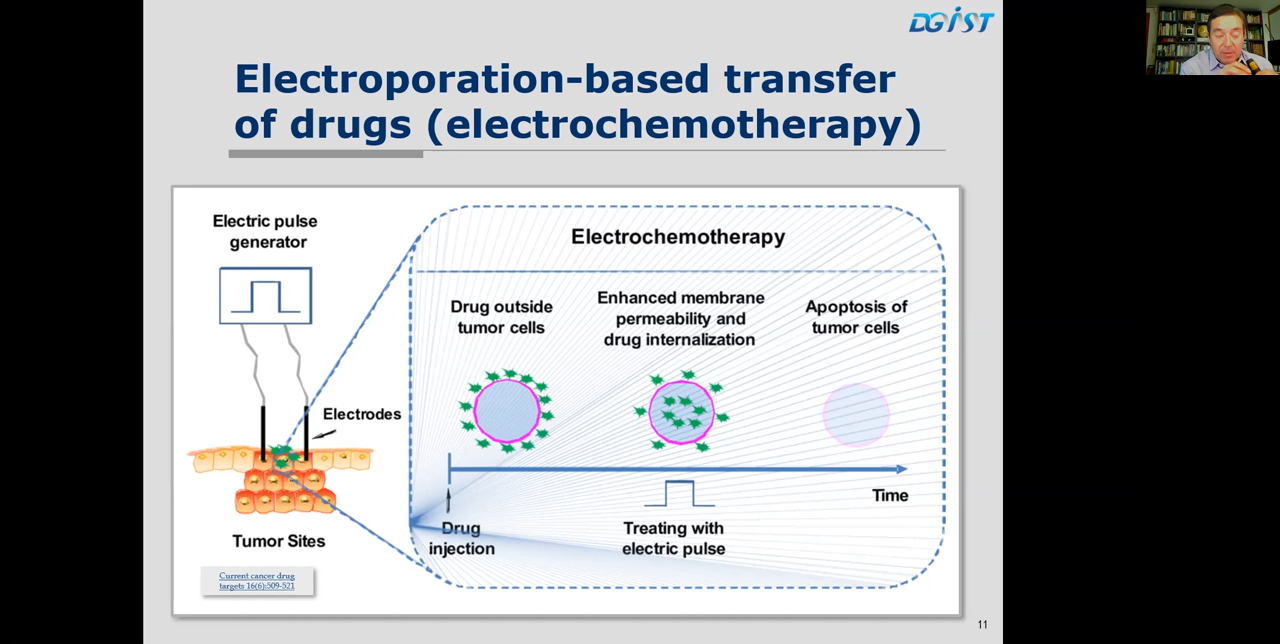 DGIST
Electroporation-based transfer
of drugs (electrochemotherapy)
Electric pulse
generator
Electrodes
Tumor Sites
Current cancer drug
targets 16(6):509-521
Electrochemotherapy
Drug outside
tumor cells
Enhanced membrane
permeability and
drug internalization
Apoptosis of
tumor cells
Time
Drug
injection
Treating with
electric pulse
11